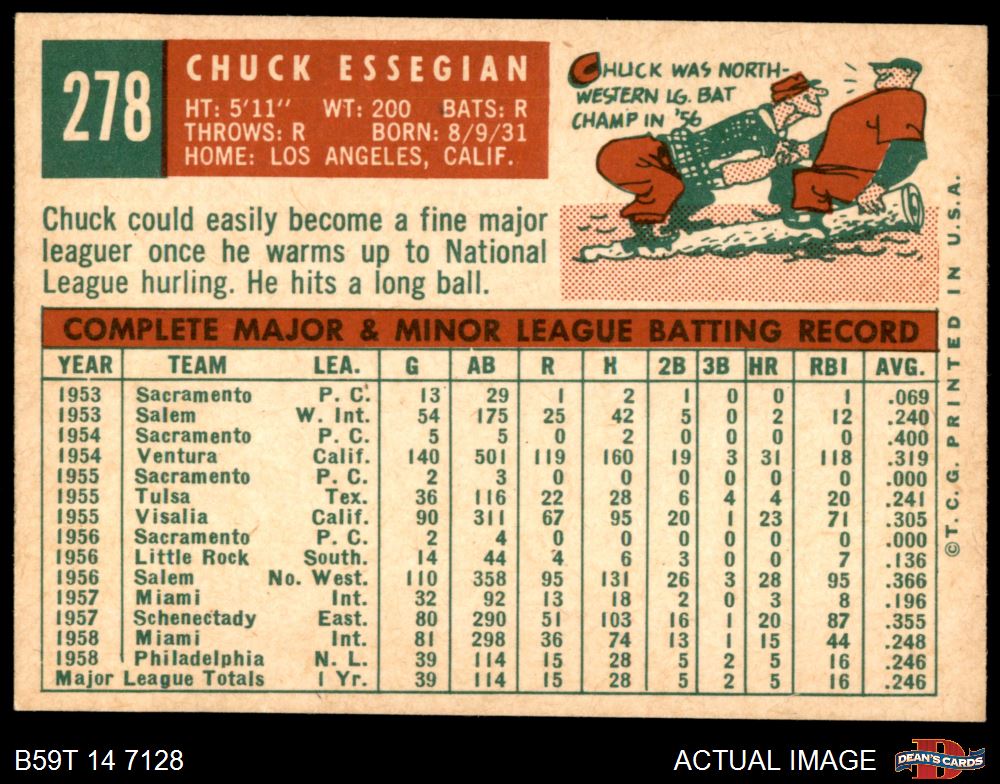 278
CHUCK ESSEGIAN
HT: 5'11" WT: 200 BATS: R
THROWS: R BORN: 8/9/31
HOME: LOS ANGELES, CALIF.
CHUCK WAS NORTH-
WESTERN LG. BAT
CHAMP IN '56
Chuck could easily become a fine major
leaguer once he warms up to National
League hurling. He hits a long ball.
COMPLETE MAJOR & MINOR LEAGUE BATTING RECORD
YEAR TEAM LEA. G AB R H 2B 3B HR RBI AVG.
1953 Sacramento P. C. 13 29 1 2 1 0 0 1 .069
1953 Salem W. Int. 54 175 25 42 5 0 2 12 .240
1954 Sacramento P. C. 5 5 0 2 0 0 0 0 .400
1954 Ventura Calif. 140 501 119 160 19 3 31 118 .319
1955 Sacramento P. C. 2 3 0 0 0 0 0 0 .000
1955 Tulsa Tex. 36 116 22 28 6 4 4 20 .241
1955 Visalia Calif. 90 311 67 95 20 1 23 71 .305
1956 Sacramento P. C. 2 4 0 0 0 0 0 0 .000
1956 Little Rock South. 14 44 4 6 3 0 0 7 .136
1956 Salem No. West. 110 358 95 131 26 3 28 95 .366
1957 Miami Int. 32 92 13 18 2 0 3 8 .196
1957 Schenectady East. 80 290 51 103 16 1 20 87 .355
1958 Miami Int. 81 298 36 74 13 1 15 44 .248
1958 Philadelphia N. L. 39 114 15 28 5 2 5 16 .246
Major League Totals 1 Yr. 39 114 15 28 5 2 5 16 .246
© T. C. G. PRINTED IN U. S. A.
B59T 14 7128
ACTUAL IMAGE
DEAN'S CARDS